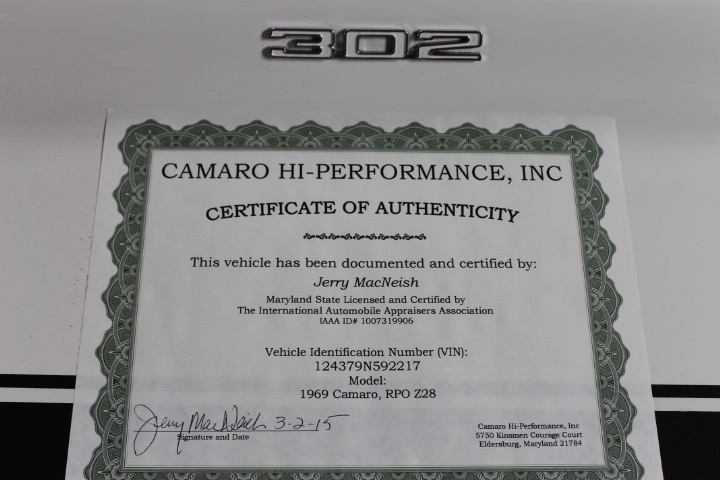 302
CAMARO HI-PERFORMANCE, INC
CERTIFICATE OF AUTHENTICITY
This vehicle has been documented and certified by:
Jerry MacNeish
Maryland State Licensed and Certified by
The International Automobile Appraisers Association
IAAA ID# 1007319906
Vehicle Identification Number (VIN):
124379N592217
Model:
1969 Camaro, RPO Z28
Jerry MacNeish 3-2-15
Signature and Date
Camaro Hi-Performance, Inc
5750 Kinsmen Courage Court
Eldersburg, Maryland 21784